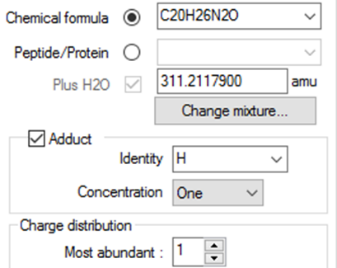 Chemical formula C20H26N2O
Peptide/Protein
Plus H2O 311.2117900 amu
Change mixture...
Adduct
Identity H
Concentration One
Charge distribution
Most abundant : 1